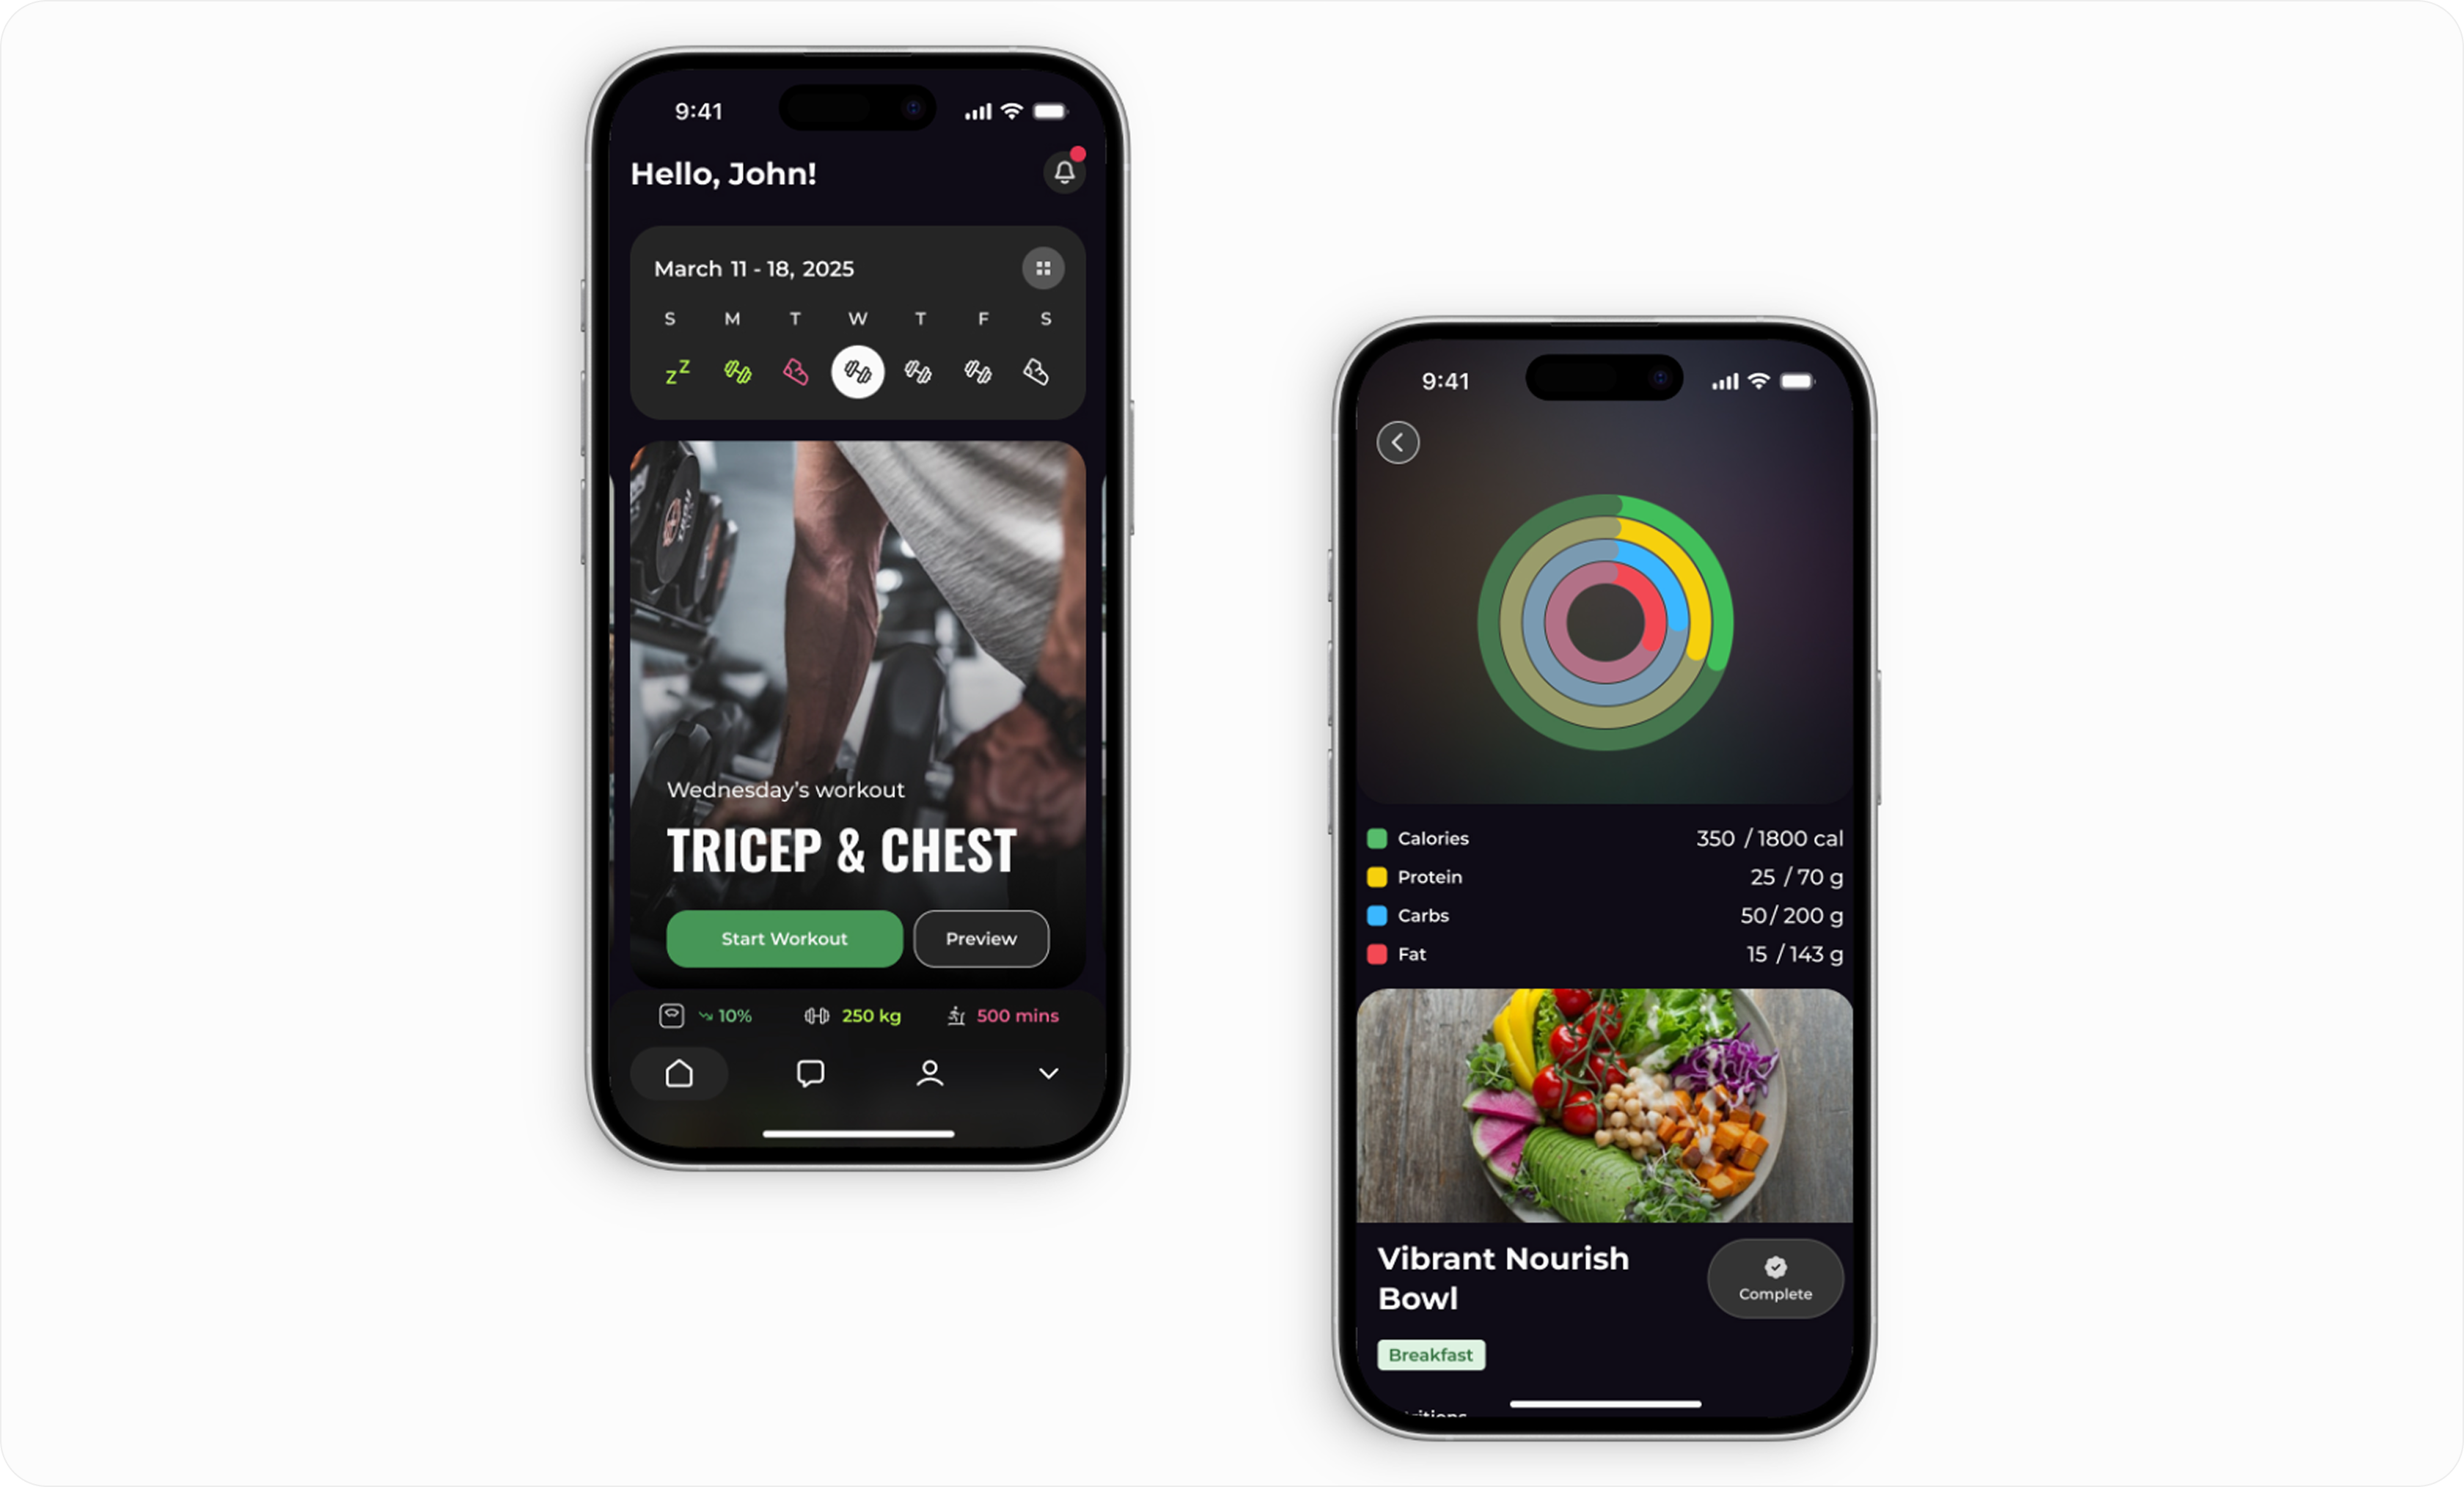 9:41
Hello, John!
March 11 - 18, 2025
S M T W T F S
Wednesday's workout
TRICEP & CHEST
Start Workout
Preview
10%
250 kg
500 mins
9:41
Calories 350 / 1800 cal
Protein 25 / 70 g
Carbs 50 / 200 g
Fat 15 / 143 g
Vibrant Nourish
Bowl
Complete
Breakfast